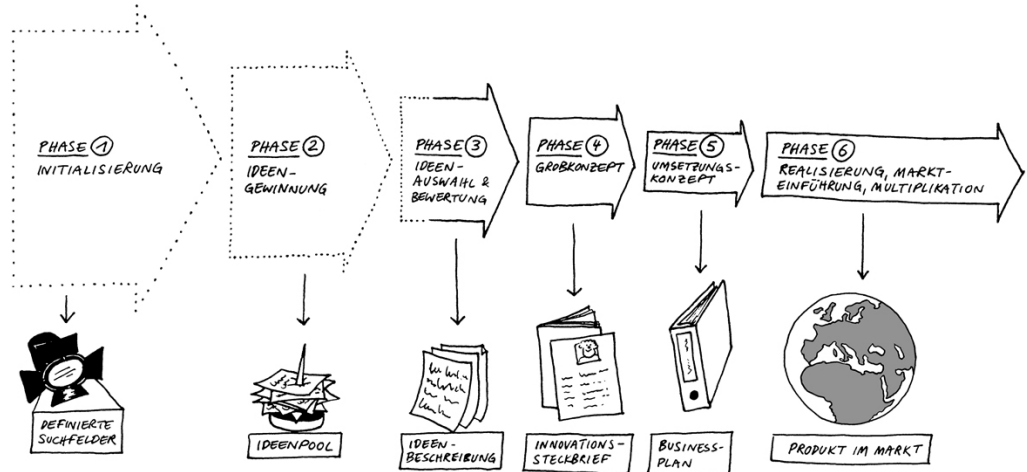 PHASE 1
INITIALISIERUNG
PHASE 2
IDEEN-
GEWINNUNG
PHASE 3
IDEEN-
AUSWAHL &
BEWERTUNG
PHASE 4
GROBKONZEPT
PHASE 5
UMSETZUNGS-
KONZEPT
PHASE 6
REALISIERUNG, MARKT-
EINFÜHRUNG, MULTIPLIKATION
DEFINIERTE
SUCHFELDER
IDEENPOOL
IDEEN-
BESCHREIBUNG
INNOVATIONS-
STECKBRIEF
BUSINESS-
PLAN
PRODUKT IM MARKT